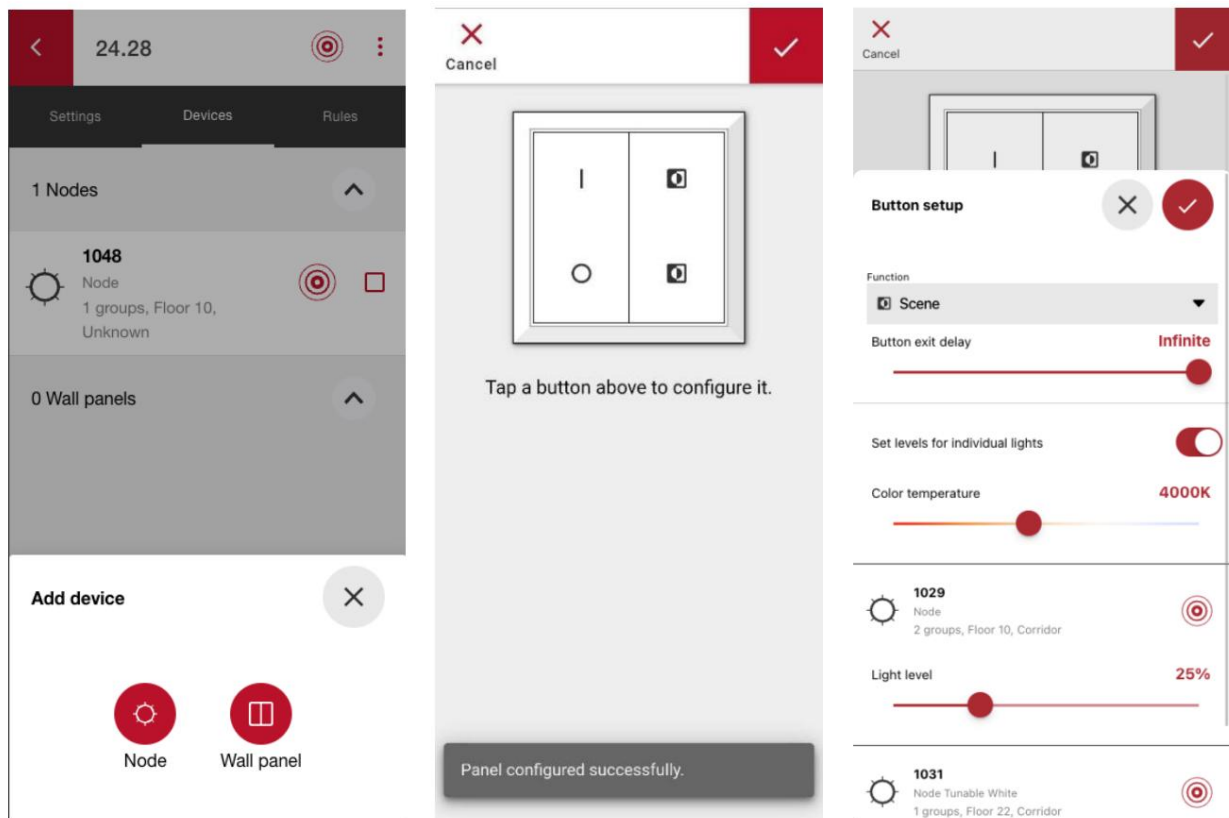 24.28
Settings
Devices
Rules
1 Nodes
1048
Node
1 groups, Floor 10,
Unknown
0 Wall panels
Add device
Node
Wall panel
Cancel
Tap a button above to configure it.
Panel configured successfully.
Cancel
Button setup
Function
Scene
Button exit delay
Infinite
Set levels for individual lights
Color temperature
4000K
1029
Node
2 groups, Floor 10, Corridor
Light level
25%
1031
Node Tunable White
1 groups, Floor 22, Corridor